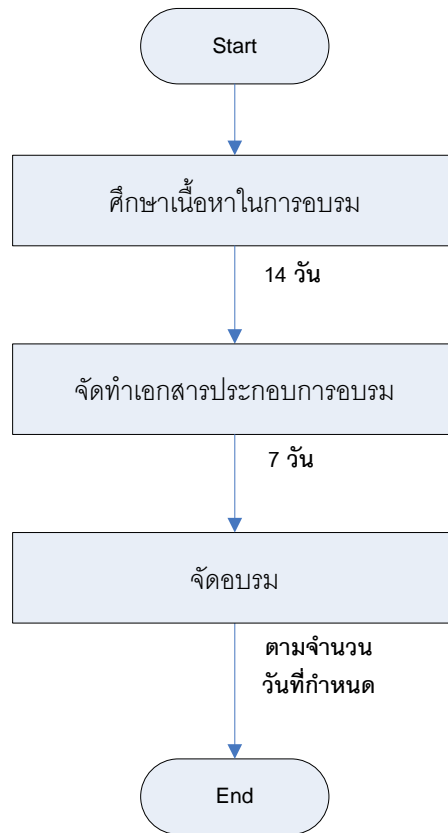 Start
ศึกษาเนื้อหาในการอบรม
14 วัน
จัดทำเอกสารประกอบการอบรม
7 วัน
จัดอบรม
ตามจำนวน
วันที่กำหนด
End